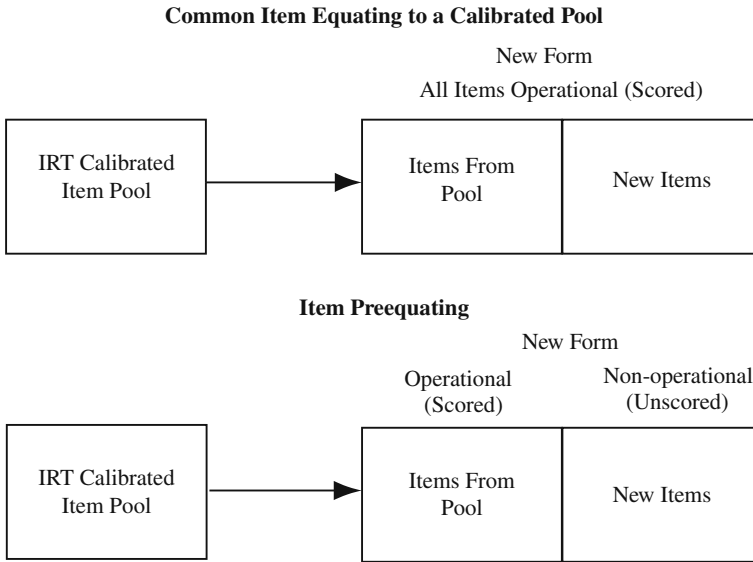 Common Item Equating to a Calibrated Pool
New Form
All Items Operational (Scored)
IRT Calibrated
Item Pool
Items From
Pool
New Items
Item Preequating
New Form
Operational
(Scored)
Non-operational
(Unscored)
IRT Calibrated
Item Pool
Items From
Pool
New Items